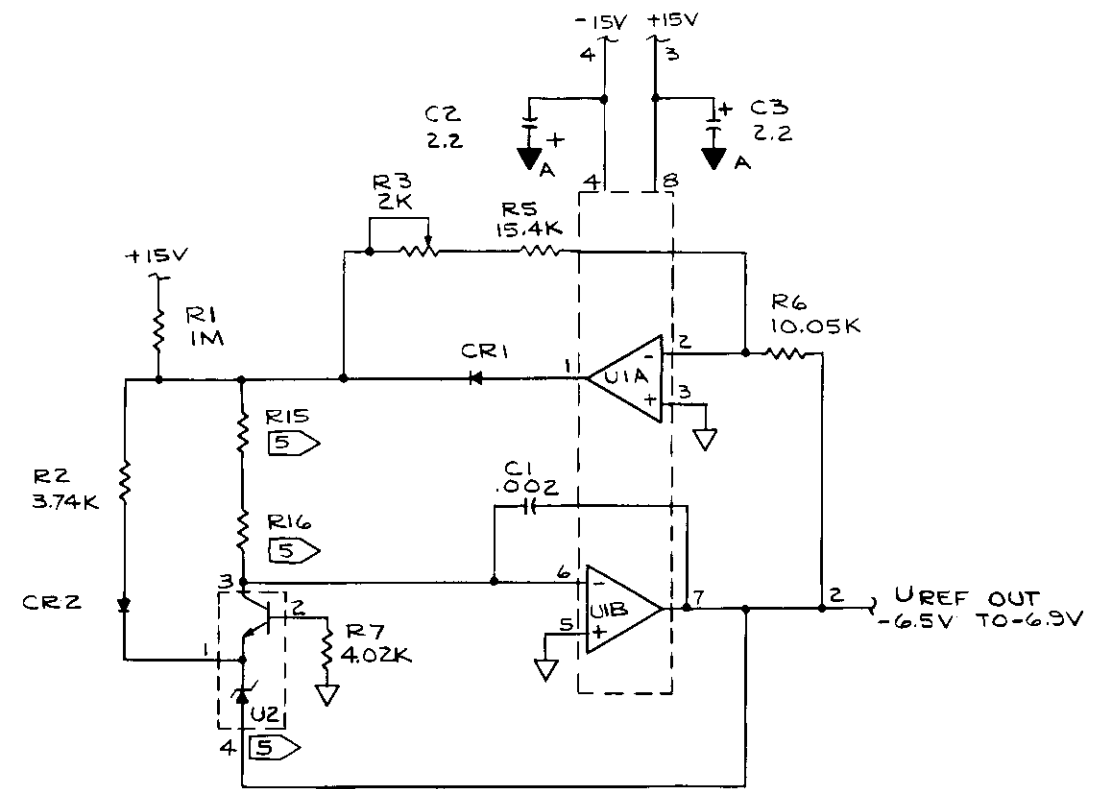 -15V +15V
4 3
C2
2.2
+
A
+ C3
2.2
A
4 8
R3
2K
R5
15.4K
+15V
R1
1M
R6
10.05K
CR1
1
U1A
-
2
+
3
R15
5
R2
3.74K
C1
.002
R16
5
CR2
3
2
6
-
U1B
7
5
+
2
UREF OUT
-6.5V TO -6.9V
R7
4.02K
1
U2
4 5